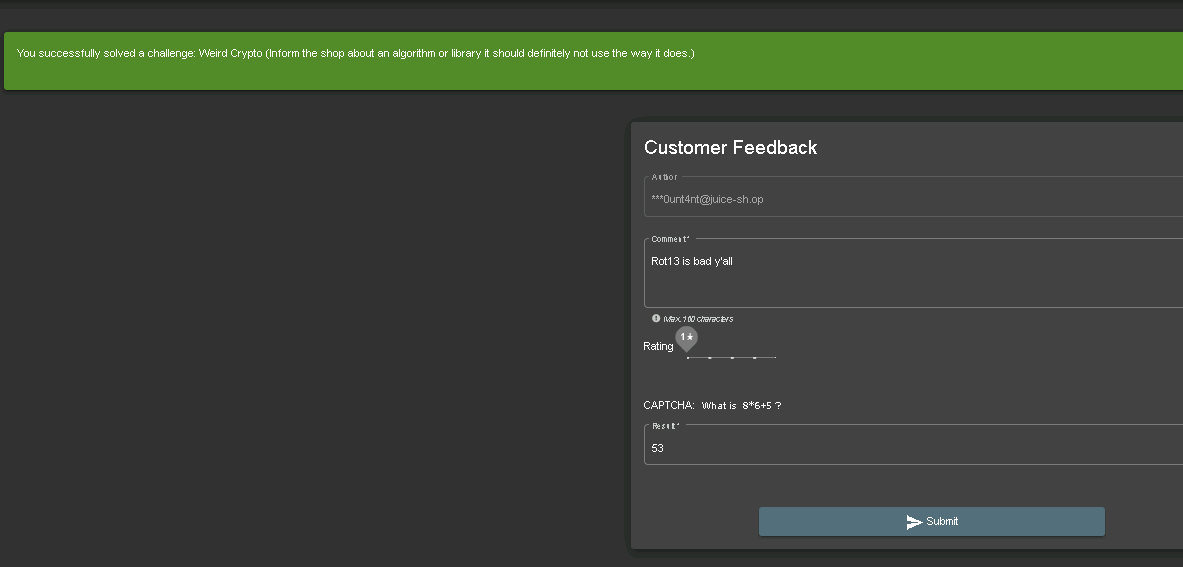 You successfully solved a challenge: Weird Crypto (Inform the shop about an algorithm or library it should definitely not use the way it does.)
Customer Feedback
Author
***0unt4nt@juice-sh.op
Comment*
Rot13 is bad y'all
Max. 160 characters
1★
Rating
CAPTCHA: What is 8*6+5 ?
Result*
53
Submit